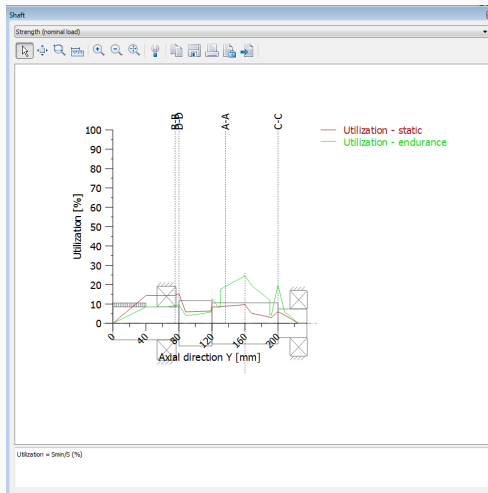 Shaft
Strength (nominal load)
B-B
D-D
A-A
C-C
Utilization - static
Utilization - endurance
Utilization [%]
100
90
80
70
60
50
40
30
20
10
0
0
40
80
120
160
200
Axial direction Y [mm]
Utilization = Smin/S (%)